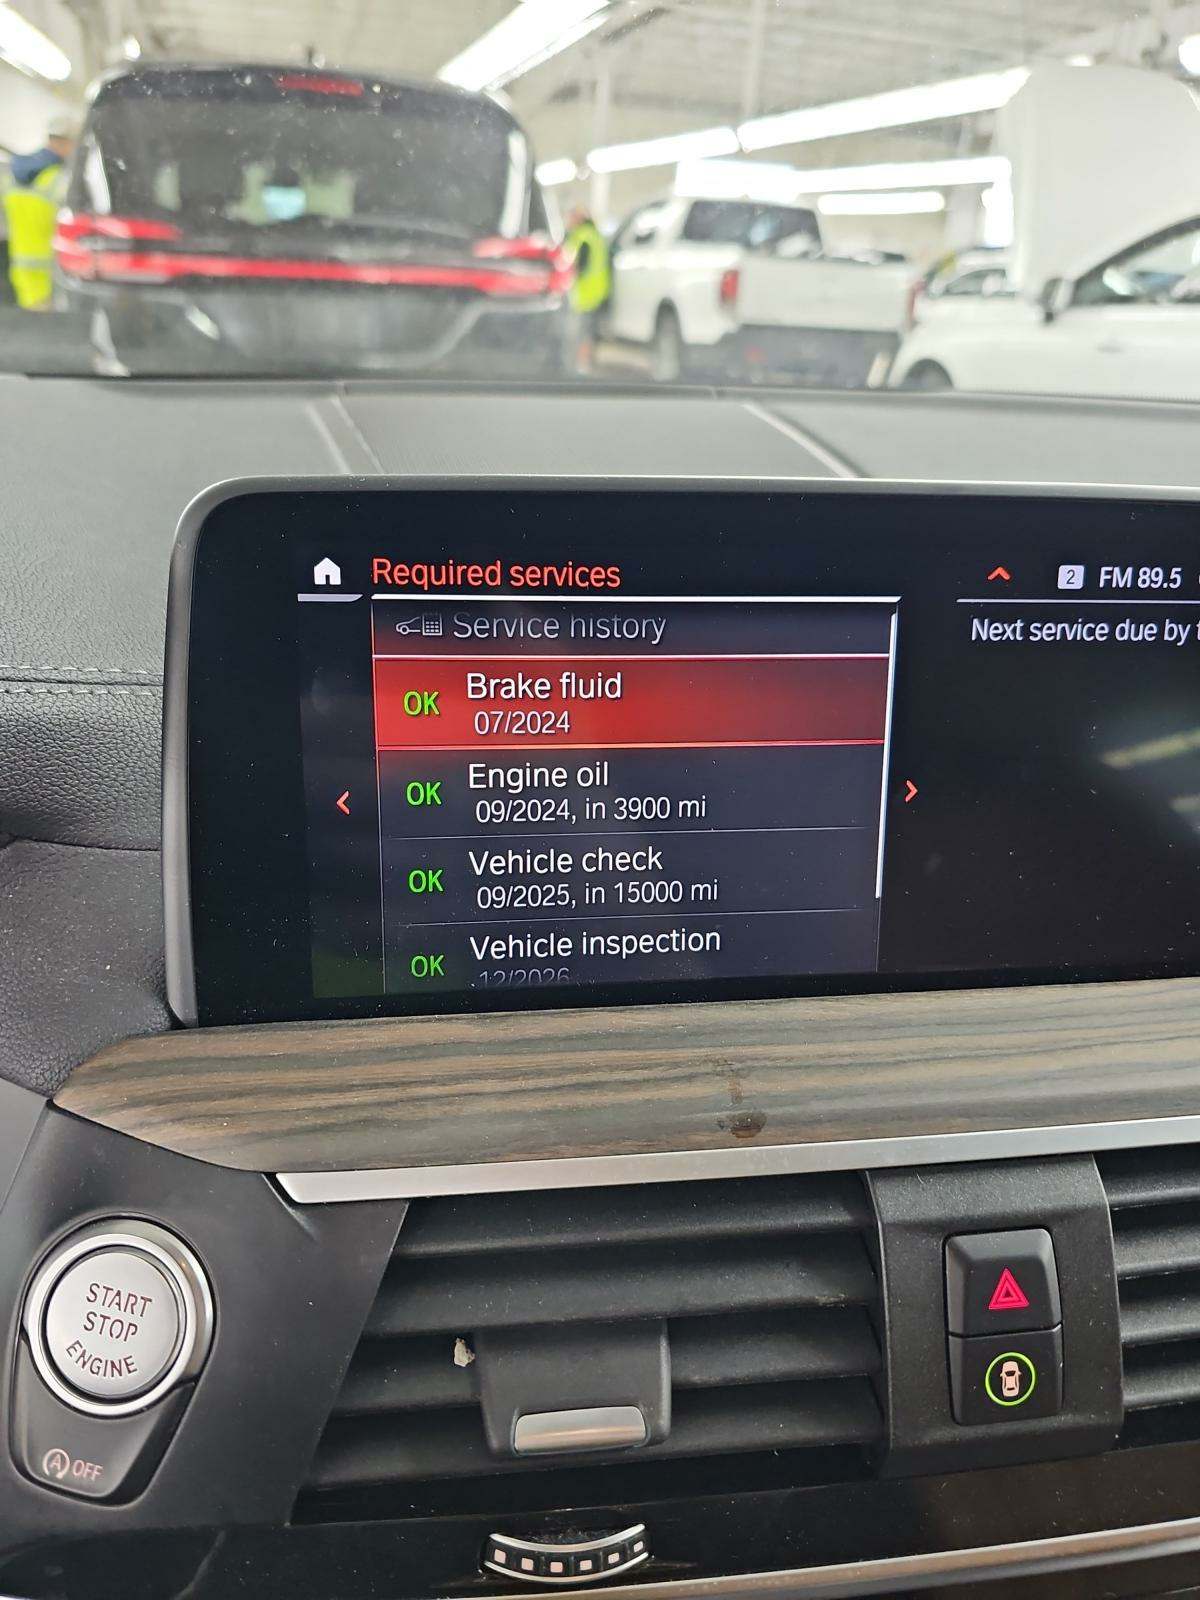 Required services
2 FM 89.5
Service history
Next service due by
OK Brake fluid
07/2024
OK Engine oil
09/2024, in 3900 mi
OK Vehicle check
09/2025, in 15000 mi
OK Vehicle inspection
12/2026
START
STOP
ENGINE
A OFF